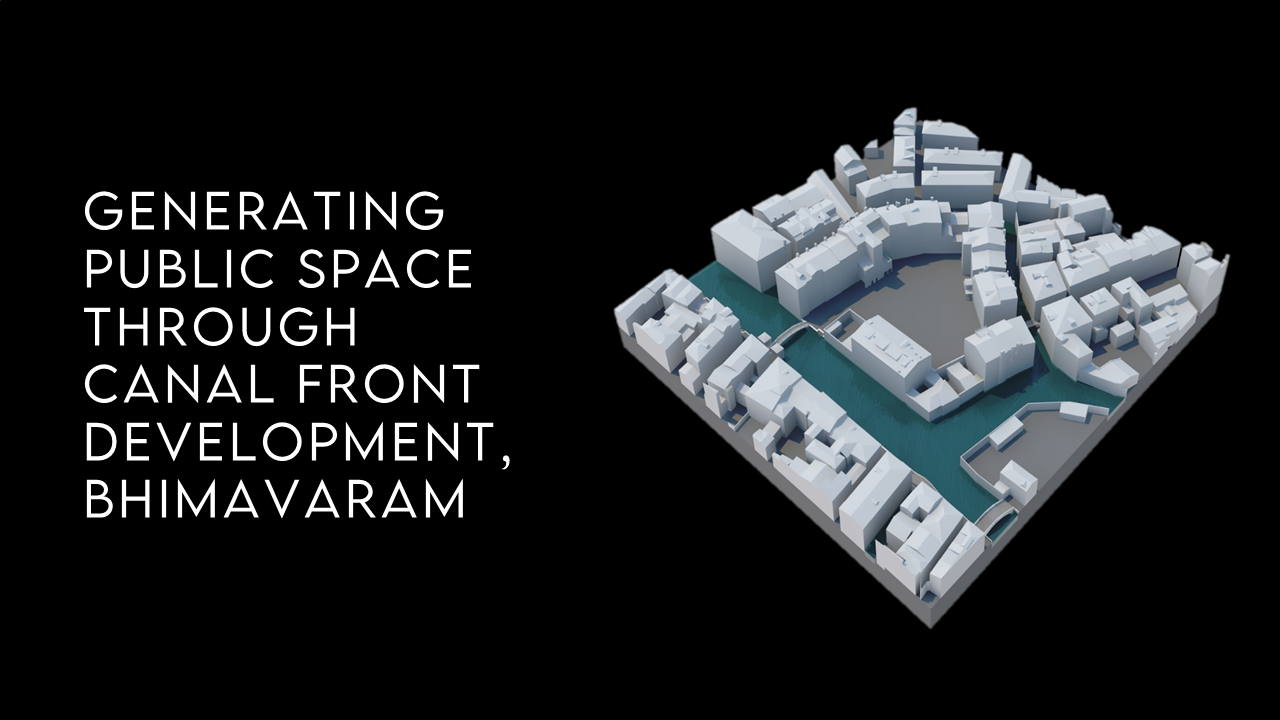 GENERATING
PUBLIC SPACE
THROUGH
CANAL FRONT
DEVELOPMENT,
BHIMAVARAM